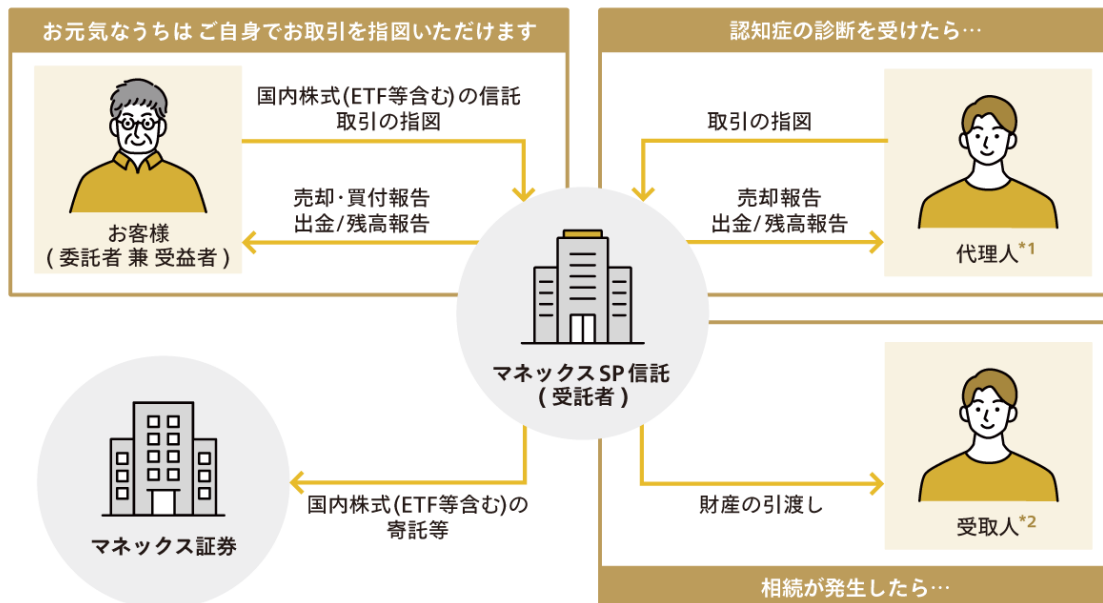 お元気なうちは ご自身でお取引を指図いただけます
国内株式(ETF等含む)の信託
取引の指図
売却・買付報告
出金/残高報告
お客様
( 委託者 兼 受益者 )
認知症の診断を受けたら…
取引の指図
売却報告
出金/残高報告
代理人*1
マネックスSP信託
( 受託者 )
国内株式(ETF等含む)の
寄託等
マネックス証券
財産の引渡し
受取人*2
相続が発生したら…